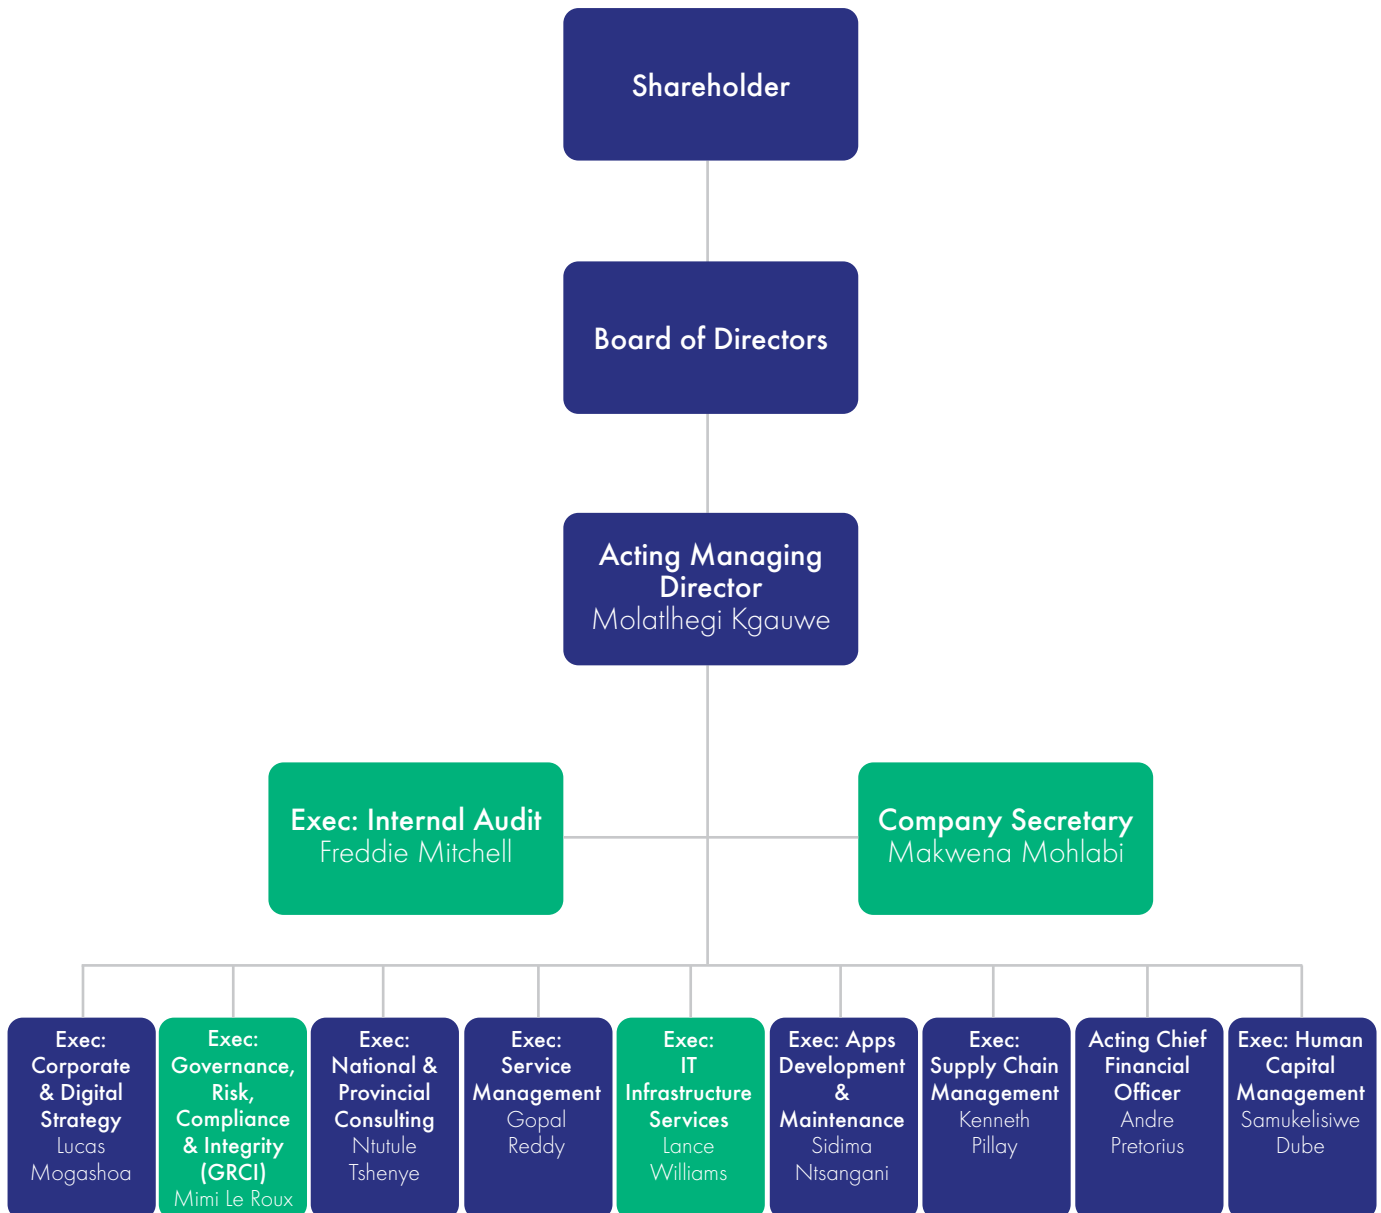 Shareholder
Board of Directors
Acting Managing
Director
Molatlhegi Kgauwe
Exec: Internal Audit
Freddie Mitchell
Company Secretary
Makwena Mohlabi
Exec:
Corporate
& Digital
Strategy
Lucas
Mogashoa
Exec:
Governance,
Risk,
Compliance
& Integrity
(GRCI)
Mimi Le Roux
Exec:
National &
Provincial
Consulting
Ntutule
Tshenye
Exec:
Service
Management
Gopal
Reddy
Exec:
IT
Infrastructure
Services
Lance
Williams
Exec: Apps
Development
&
Maintenance
Sidima
Ntsangani
Exec:
Supply Chain
Management
Kenneth
Pillay
Acting Chief
Financial
Officer
Andre
Pretorius
Exec: Human
Capital
Management
Samukelisiwe
Dube